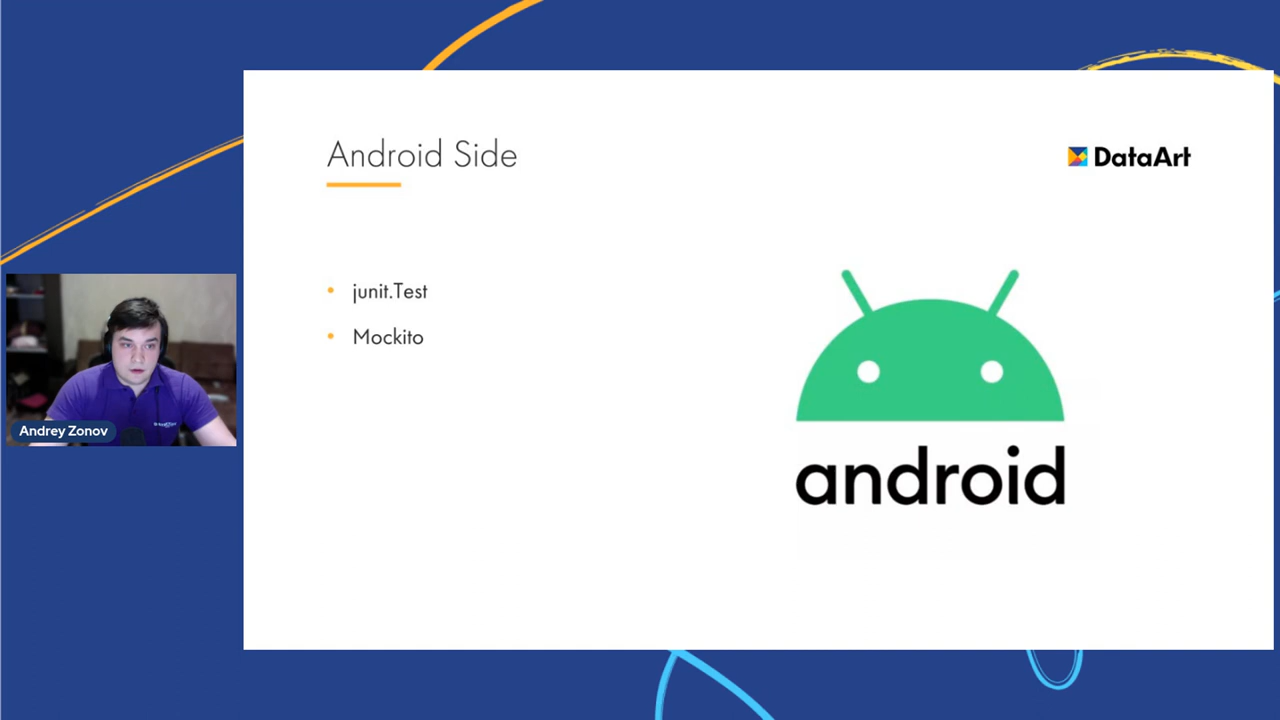 Android Side
DataArt
junit.Test
Mockito
android
Andrey Zonov